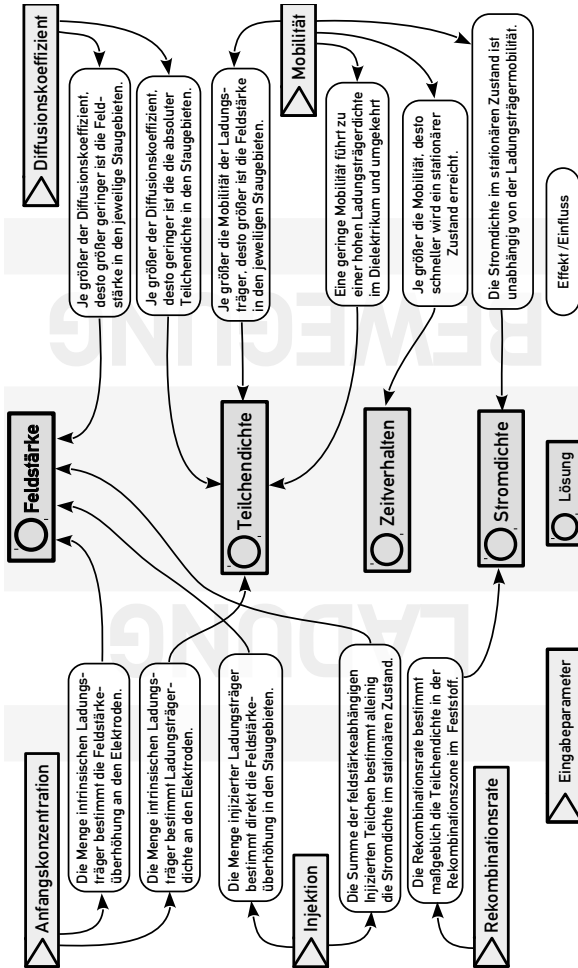 Anfangskonzentration
Die Menge intrinsischen Ladungs-
träger bestimmt die Feldstärke-
überhöhung an den Elektroden.
Die Menge intrinsischen Ladungs-
träger bestimmt Ladungsträger-
dichte an den Elektroden.
Die Menge injizierter Ladungsträger
bestimmt direkt die Feldstärke-
überhöhung in den Staugebieten.
Injektion
Die Summe der feldstärkeabhängigen
Injizierten Teilchen bestimmt alleinig
die Stromdichte im stationären Zustand.
Die Rekombinationsrate bestimmt
maßgeblich die Teilchendichte in der
Rekombinationszone im Feststoff.
Rekombinationsrate
Feldstärke
Teilchendichte
Zeitverhalten
Stromdichte
Diffusionskoeffizient
Je größer der Diffusionskoeffizient,
desto größer geringer ist die Feld-
stärke in den jeweilige Staugebieten.
Je größer der Diffusionskoeffizient,
desto geringer ist die die absoluter
Teilchendichte in den Staugebieten.
Je größer die Mobilität der Ladungs-
träger, desto größer ist die Feldstärke
in den jeweiligen Staugebieten.
Mobilität
Eine geringe Mobilität führt zu
einer hohen Ladungsträgerdichte
im Dielektrikum und umgekehrt
Je größer die Mobilität, desto
schneller wird ein stationärer
Zustand erreicht.
Die Stromdichte im stationären Zustand ist
unabhängig von der Ladungsträgermobilität.
Eingabeparameter
Lösung
Effekt/Einfluss
LADUNG
BEWEGUNG